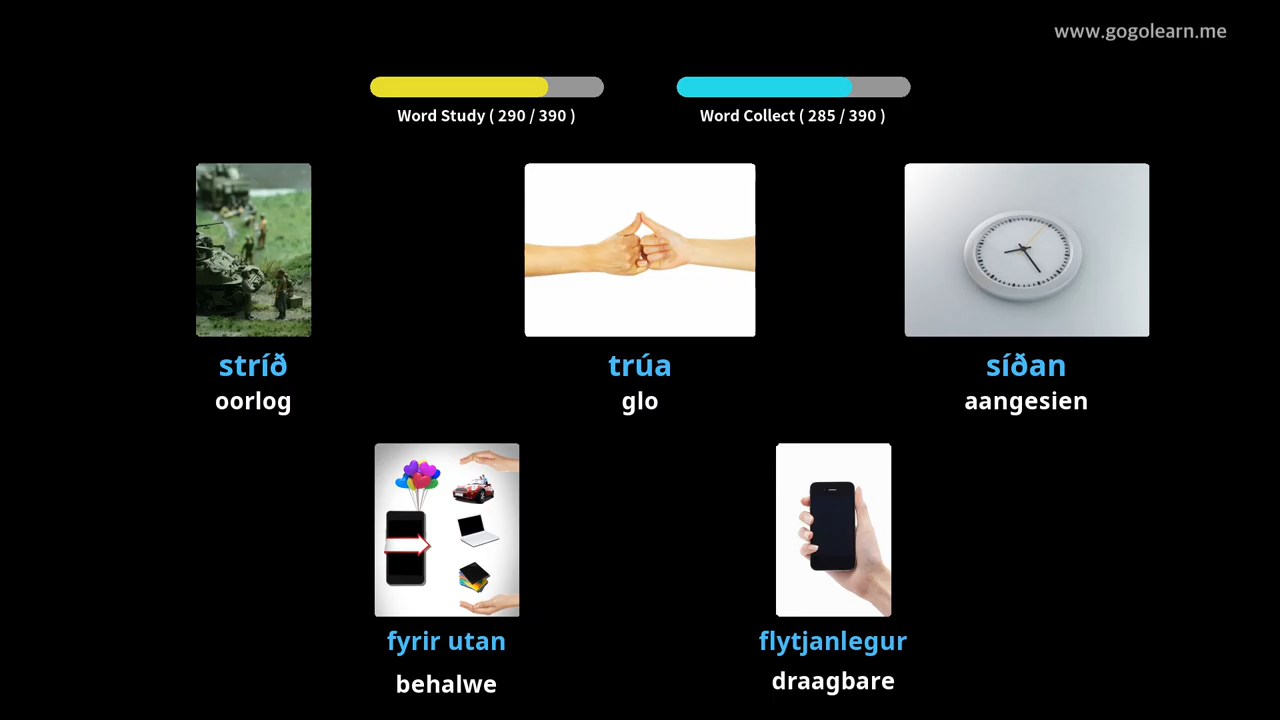 www.gogolearn.me
Word Study ( 290 / 390 )
Word Collect ( 285 / 390 )
stríð
oorlog
trúa
glo
síðan
aangesien
fyrir utan
behalwe
flytjanlegur
draagbare